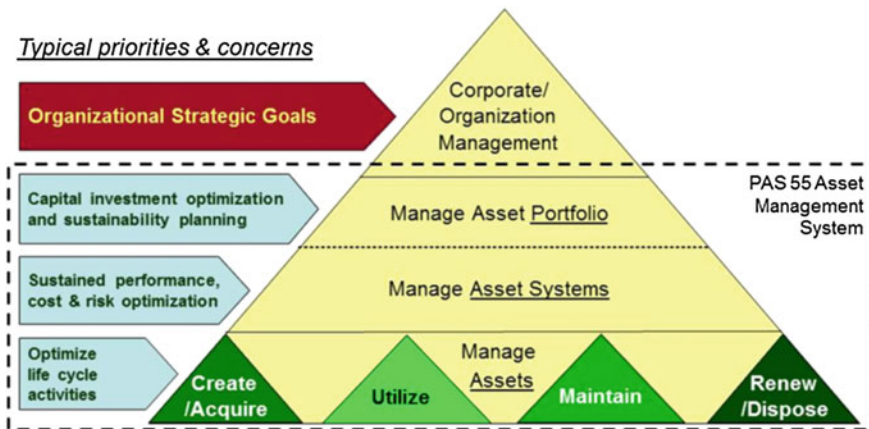 Typical priorities & concerns
Organizational Strategic Goals
Corporate/
Organization
Management
Capital investment optimization
and sustainability planning
Manage Asset Portfolio
PAS 55 Asset
Management
System
Sustained performance,
cost & risk optimization
Manage Asset Systems
Optimize
life cycle
activities
Create
/Acquire
Utilize
Manage
Assets
Maintain
Renew
/Dispose